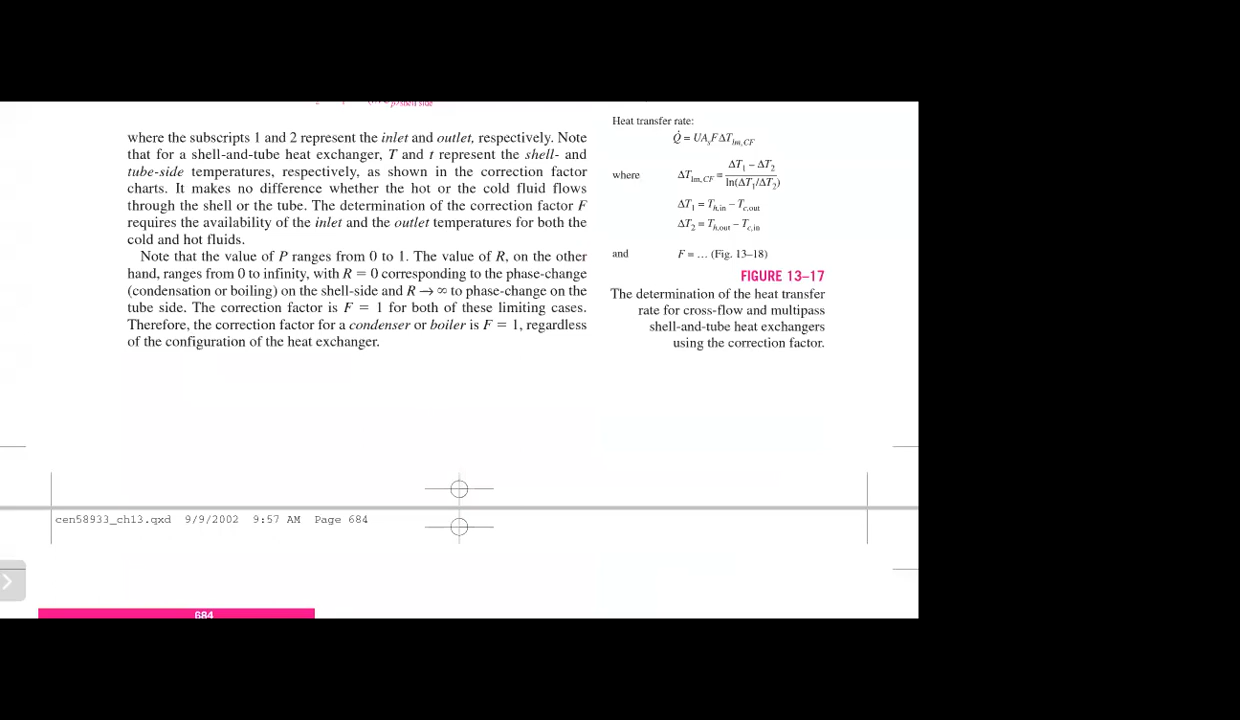 shell side
where the subscripts 1 and 2 represent the inlet and outlet, respectively. Note
that for a shell-and-tube heat exchanger, T and t represent the shell- and
tube-side temperatures, respectively, as shown in the correction factor
charts. It makes no difference whether the hot or the cold fluid flows
through the shell or the tube. The determination of the correction factor F
requires the availability of the inlet and the outlet temperatures for both the
cold and hot fluids.
Note that the value of P ranges from 0 to 1. The value of R, on the other
hand, ranges from 0 to infinity, with R = 0 corresponding to the phase-change
(condensation or boiling) on the shell-side and R → ∞ to phase-change on the
tube side. The correction factor is F = 1 for both of these limiting cases.
Therefore, the correction factor for a condenser or boiler is F = 1, regardless
of the configuration of the heat exchanger.
Heat transfer rate:
Q̇ = UA_s F ΔT_lm,CF
where ΔT_lm,CF = (ΔT₁ – ΔT₂) / ln(ΔT₁/ΔT₂)
ΔT₁ = T_h,in – T_c,out
ΔT₂ = T_h,out – T_c,in
and F = … (Fig. 13–18)
FIGURE 13–17
The determination of the heat transfer
rate for cross-flow and multipass
shell-and-tube heat exchangers
using the correction factor.
cen58933_ch13.qxd 9/9/2002 9:57 AM Page 684
684